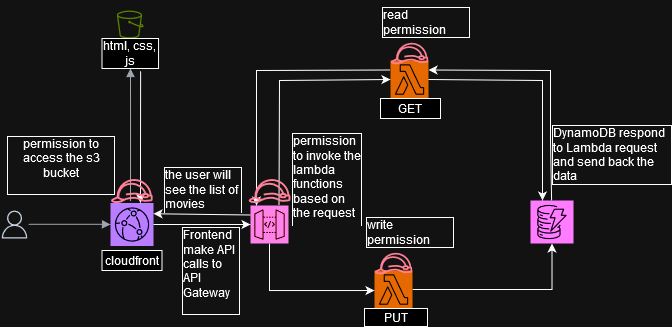 read
permission
html, css,
js
GET
permission to
access the s3
bucket
permission
to invoke the
lambda
functions
based on
the request
DynamoDB respond
to Lambda request
and send back the
data
the user will
see the list of
movies
write
permission
Frontend
make API
calls to
API
Gateway
cloudfront
PUT